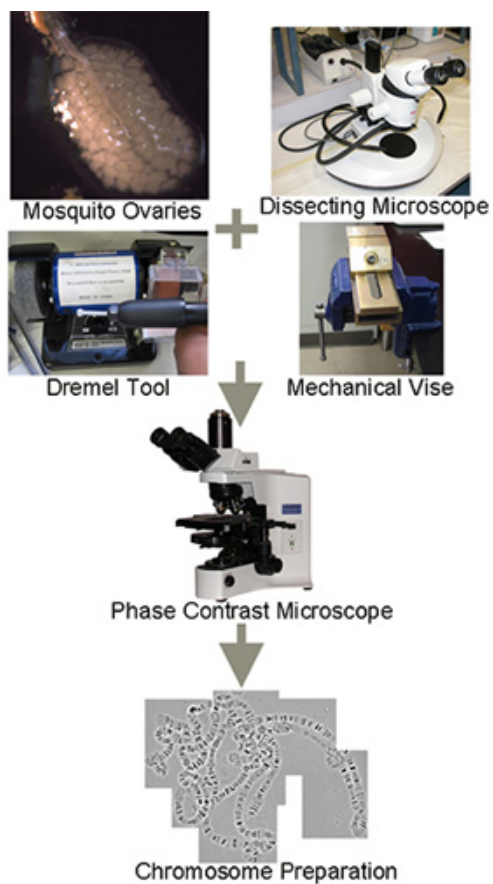 Mosquito Ovaries
Dissecting Microscope
Dremel Tool
Mechanical Vise
Phase Contrast Microscope
Chromosome Preparation